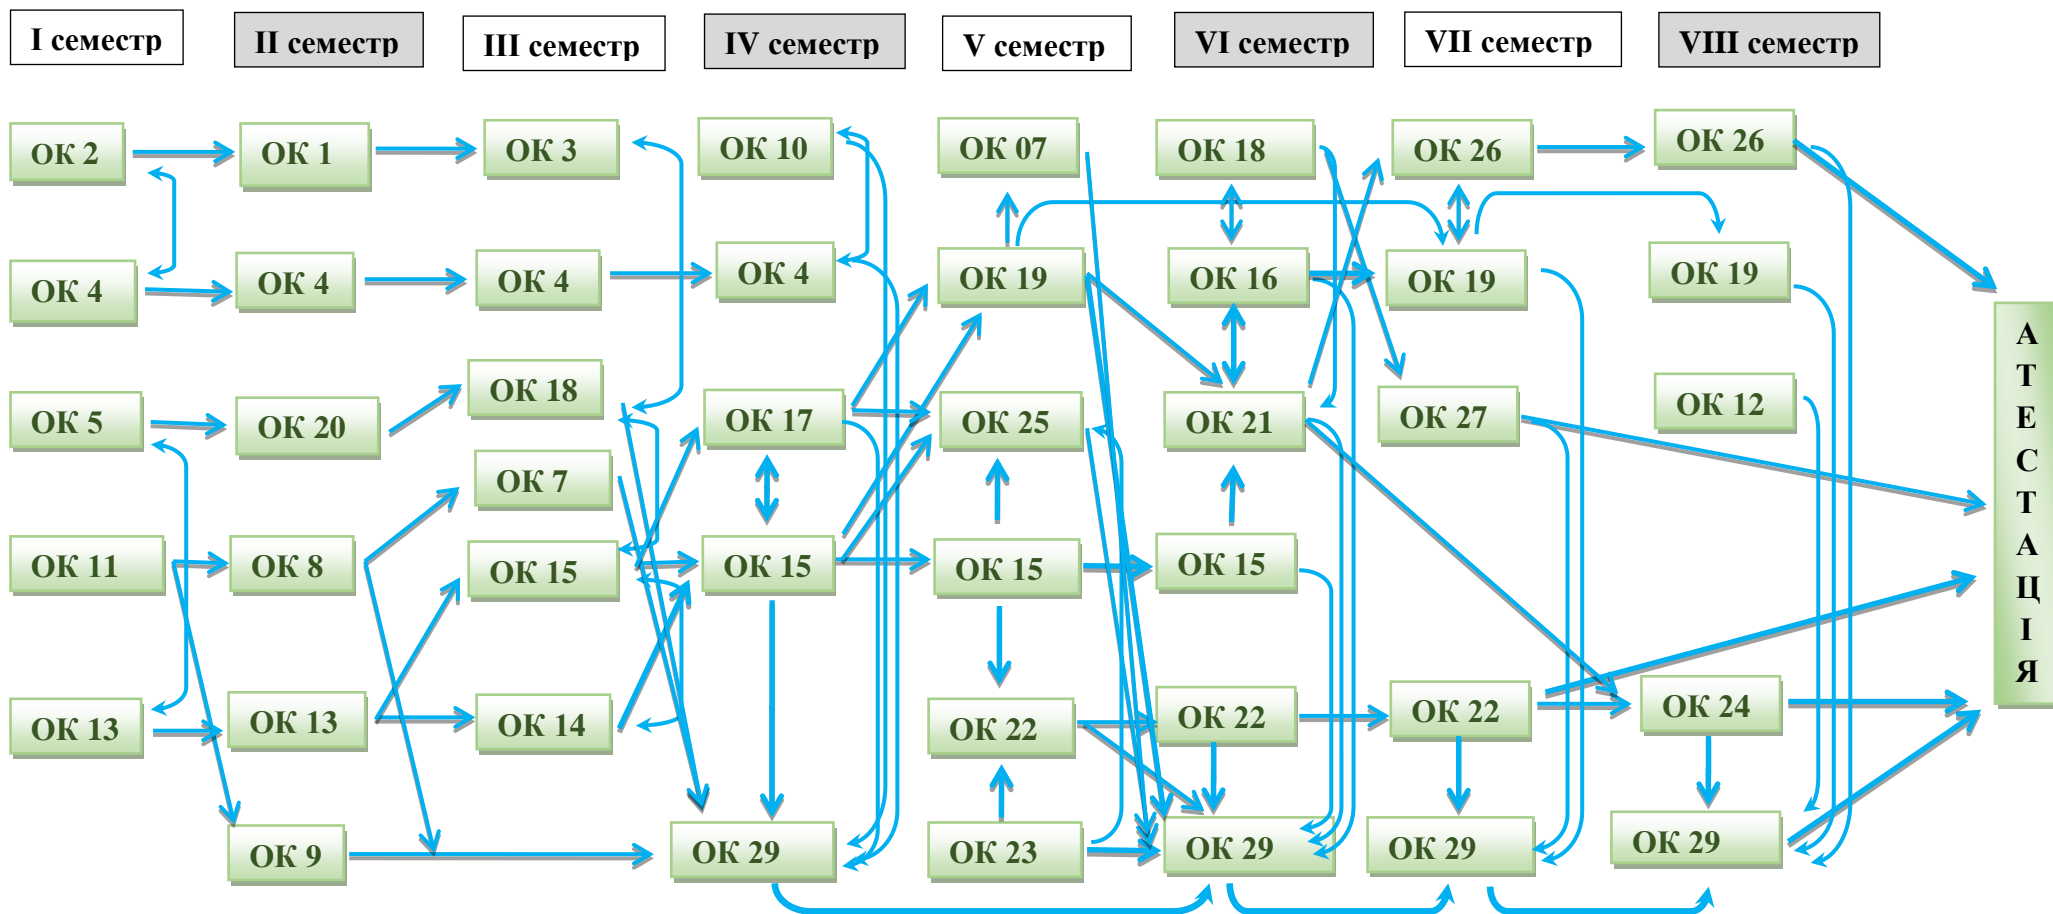 I семестр
II семестр
III семестр
IV семестр
V семестр
VI семестр
VII семестр
VIII семестр
ОК 2
ОК 1
ОК 3
ОК 10
ОК 07
ОК 18
ОК 26
ОК 26
ОК 4
ОК 4
ОК 4
ОК 4
ОК 19
ОК 16
ОК 19
ОК 19
ОК 5
ОК 20
ОК 18
ОК 17
ОК 25
ОК 21
ОК 27
ОК 12
ОК 7
ОК 11
ОК 8
ОК 15
ОК 15
ОК 15
ОК 15
ОК 13
ОК 13
ОК 14
ОК 22
ОК 22
ОК 22
ОК 24
ОК 9
ОК 29
ОК 23
ОК 29
ОК 29
ОК 29
А
Т
Е
С
Т
А
Ц
І
Я